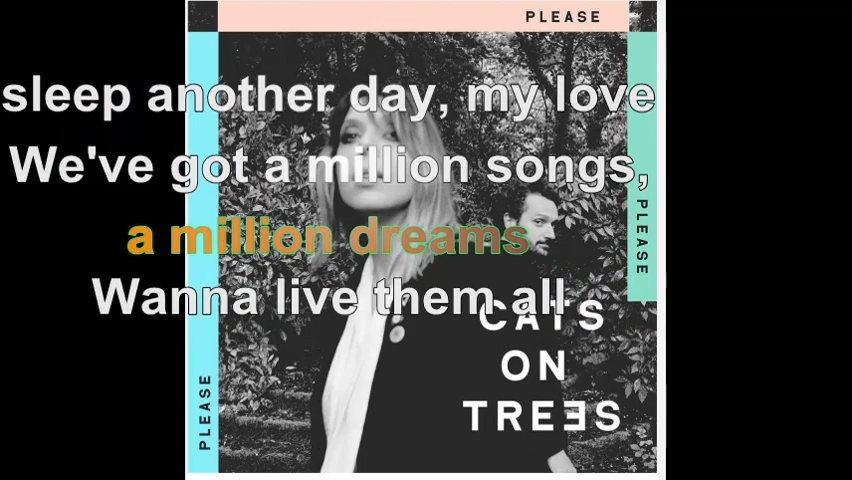 PLEASE
sleep another day, my love
We've got a million songs,
a million dreams
Wanna live them all
PLEASE
CATS
ON
TREES
PLEASE